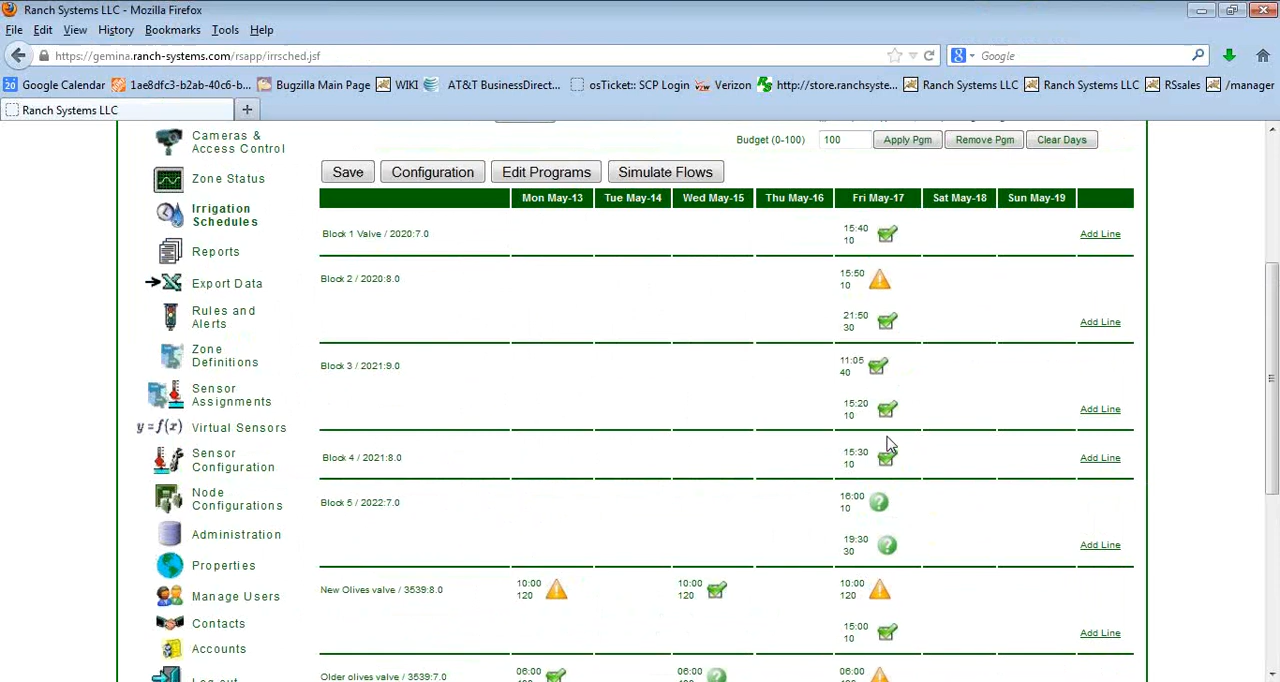 Ranch Systems LLC - Mozilla Firefox
File Edit View History Bookmarks Tools Help
https://gemina.ranch-systems.com/rsapp/irrsched.jsf
Google
Google Calendar 1ae8dfc3-b2ab-40c6-b... Bugzilla Main Page WIKI AT&T BusinessDirect... osTicket:: SCP Login Verizon http://store.ranchsyste... Ranch Systems LLC Ranch Systems LLC RSsales /manager
Ranch Systems LLC
Cameras &
Access Control
Zone Status
Irrigation
Schedules
Reports
Export Data
Rules and
Alerts
Zone
Definitions
Sensor
Assignments
y=f(x) Virtual Sensors
Sensor
Configuration
Node
Configurations
Administration
Properties
Manage Users
Contacts
Accounts
Log out
Budget (0-100) 100 Apply Pgm Remove Pgm Clear Days
Save Configuration Edit Programs Simulate Flows
Mon May-13 Tue May-14 Wed May-15 Thu May-16 Fri May-17 Sat May-18 Sun May-19
Block 1 Valve / 2020:7.0 15:40 Add Line
10
Block 2 / 2020:8.0 15:50
10
21:50 Add Line
30
Block 3 / 2021:9.0 11:05
40
15:20 Add Line
10
Block 4 / 2021:8.0 15:30 Add Line
10
Block 5 / 2022:7.0 16:00
10
19:30 Add Line
30
New Olives valve / 3539:8.0 10:00 10:00 10:00
120 120 120
15:00 Add Line
10
Older olives valve / 3539:7.0 06:00 06:00 06:00